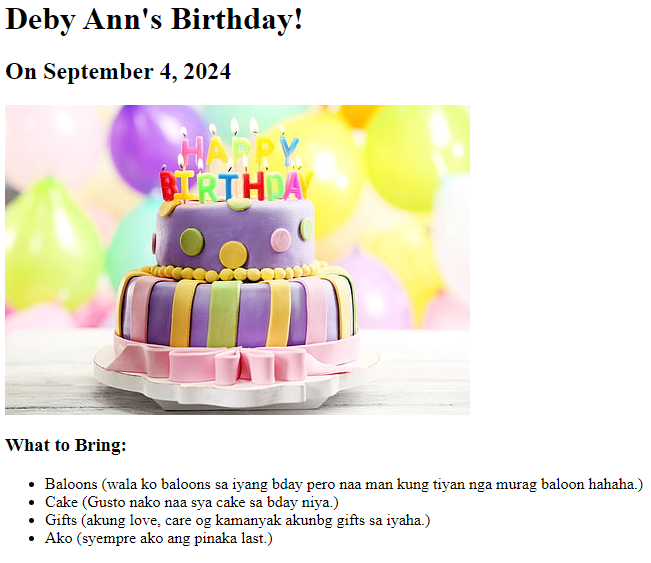 Deby Ann's Birthday!
On September 4, 2024
HAPPY
BIRTHDAY
What to Bring:
Baloons (wala ko baloons sa iyang bday pero naa man kung tiyan nga murag baloon hahaha.)
Cake (Gusto nako naa sya cake sa bday niya.)
Gifts (akung love, care og kamanyak akunbg gifts sa iyaha.)
Ako (syempre ako ang pinaka last.)